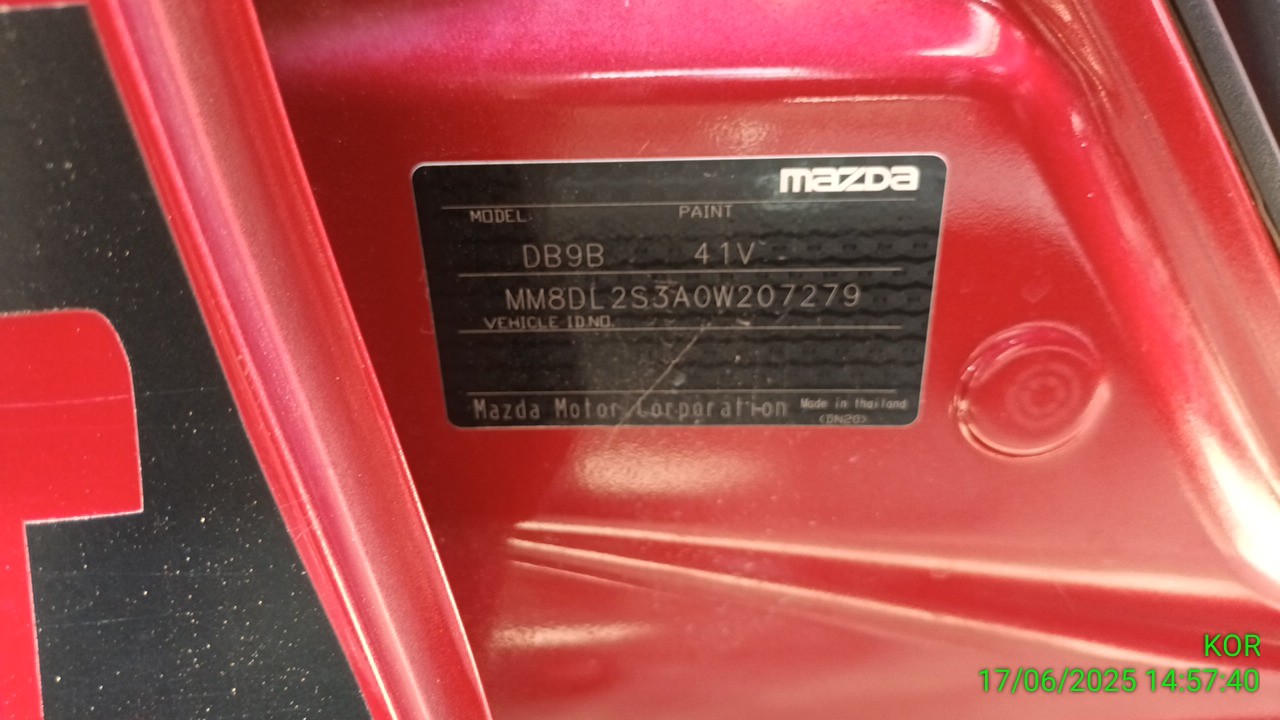 mazda
MODEL PAINT
DB9B 41V
MM8DL2S3A0W207279
VEHICLE ID.NO.
Mazda Motor Corporation Made in thailand
<DN20>
KOR
17/06/2025 14:57:40